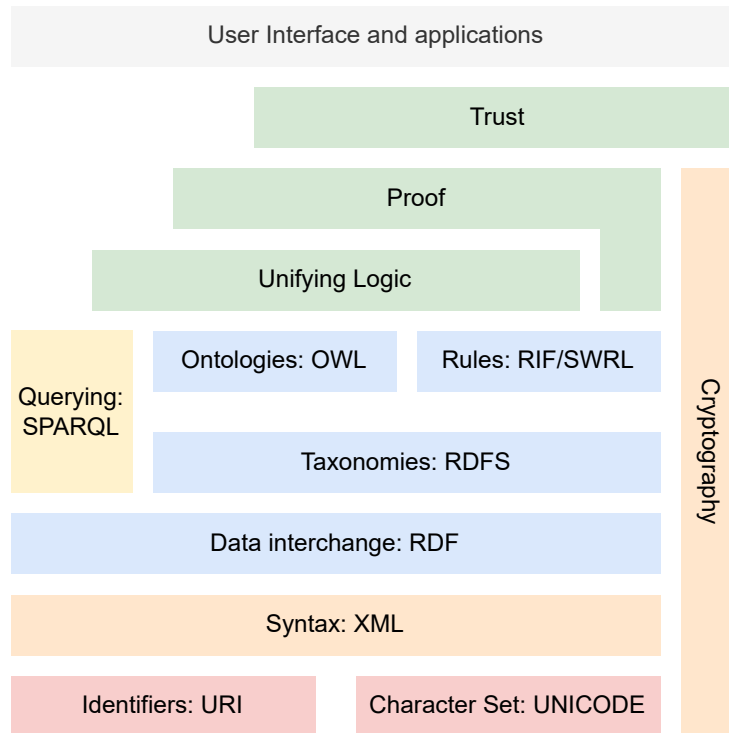 User Interface and applications
Trust
Proof
Unifying Logic
Ontologies: OWL
Rules: RIF/SWRL
Querying:
SPARQL
Cryptography
Taxonomies: RDFS
Data interchange: RDF
Syntax: XML
Identifiers: URI
Character Set: UNICODE